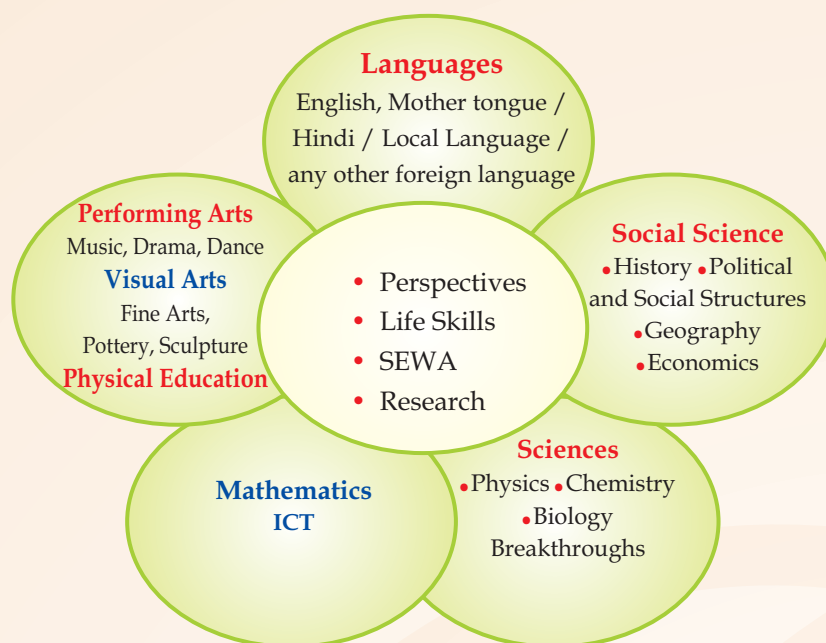 Languages
English, Mother tongue /
Hindi / Local Language /
any other foreign language
Performing Arts
Music, Drama, Dance
Visual Arts
Fine Arts,
Pottery, Sculpture
Physical Education
• Perspectives
• Life Skills
• SEWA
• Research
Social Science
•History •Political
and Social Structures
•Geography
•Economics
Mathematics
ICT
Sciences
•Physics •Chemistry
•Biology
Breakthroughs